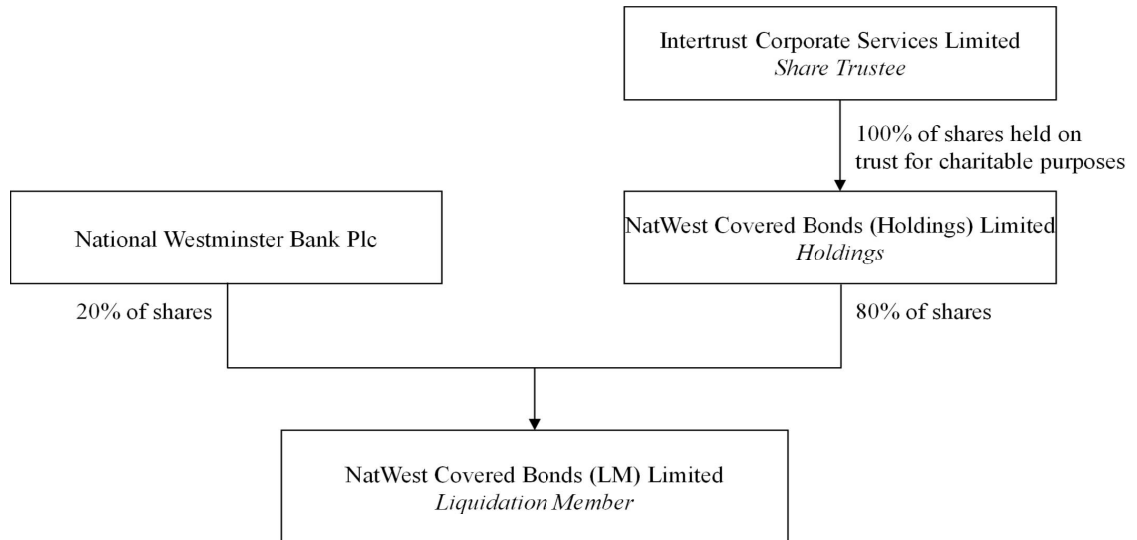 Intertrust Corporate Services Limited
Share Trustee
100% of shares held on
trust for charitable purposes
National Westminster Bank Plc
NatWest Covered Bonds (Holdings) Limited
Holdings
20% of shares
80% of shares
NatWest Covered Bonds (LM) Limited
Liquidation Member